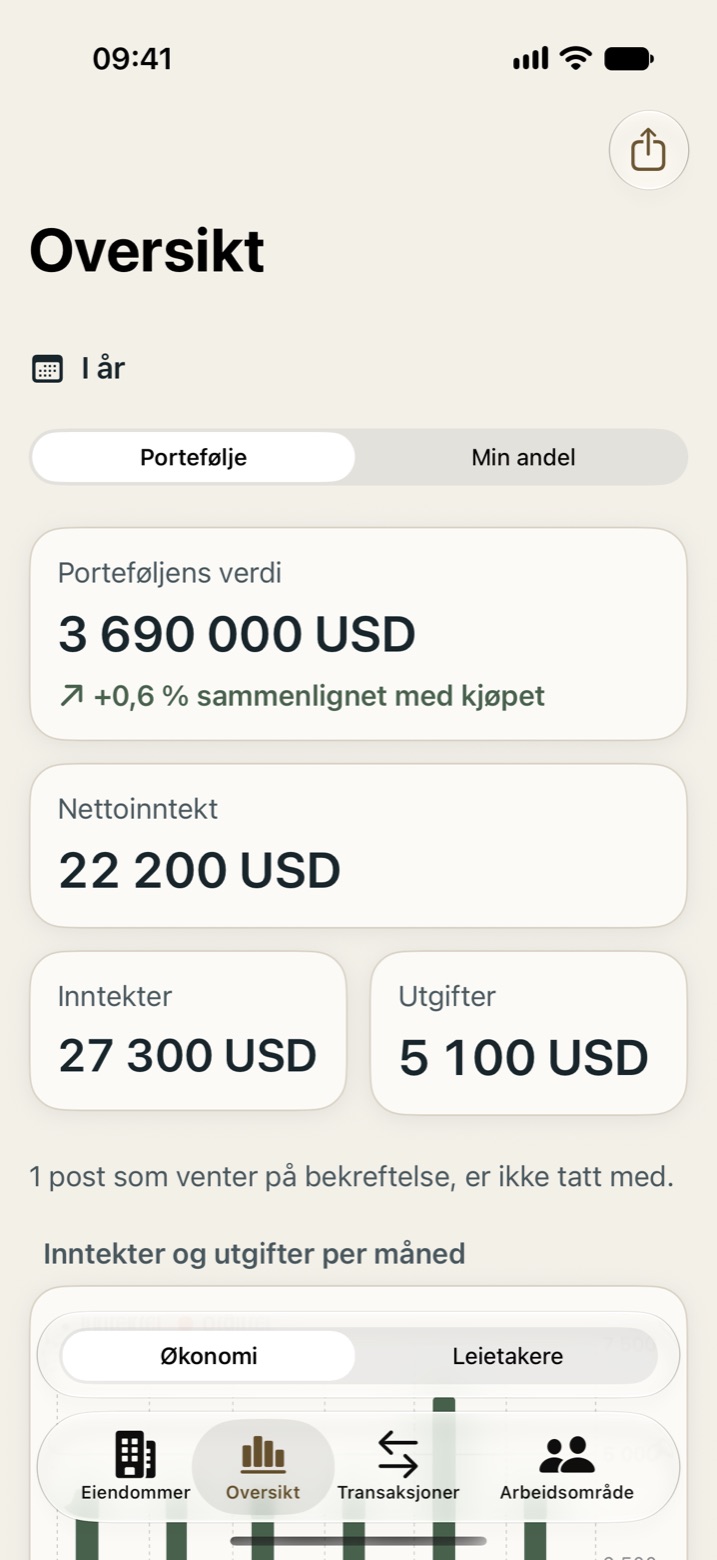 09:41
Oversikt
I år
Portefølje
Min andel
Porteføljens verdi
3 690 000 USD
+0,6 % sammenlignet med kjøpet
Nettoinntekt
22 200 USD
Inntekter
27 300 USD
Utgifter
5 100 USD
1 post som venter på bekreftelse, er ikke tatt med.
Inntekter og utgifter per måned
Økonomi
Leietakere
Eiendommer
Oversikt
Transaksjoner
Arbeidsområde